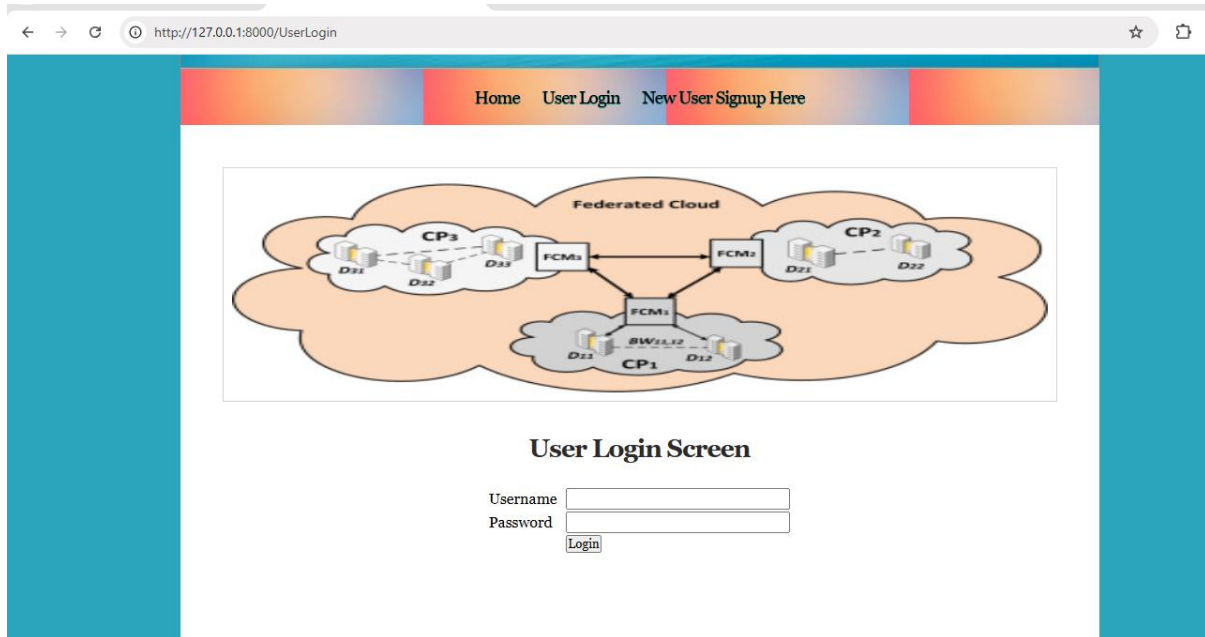 http://127.0.0.1:8000/UserLogin
Home User Login New User Signup Here
Federated Cloud
CP3
CP2
FCM3
FCM2
D31
D32
D33
D21
D22
FCM1
BW11,12
D11
D12
CP1
User Login Screen
Username
Password
Login